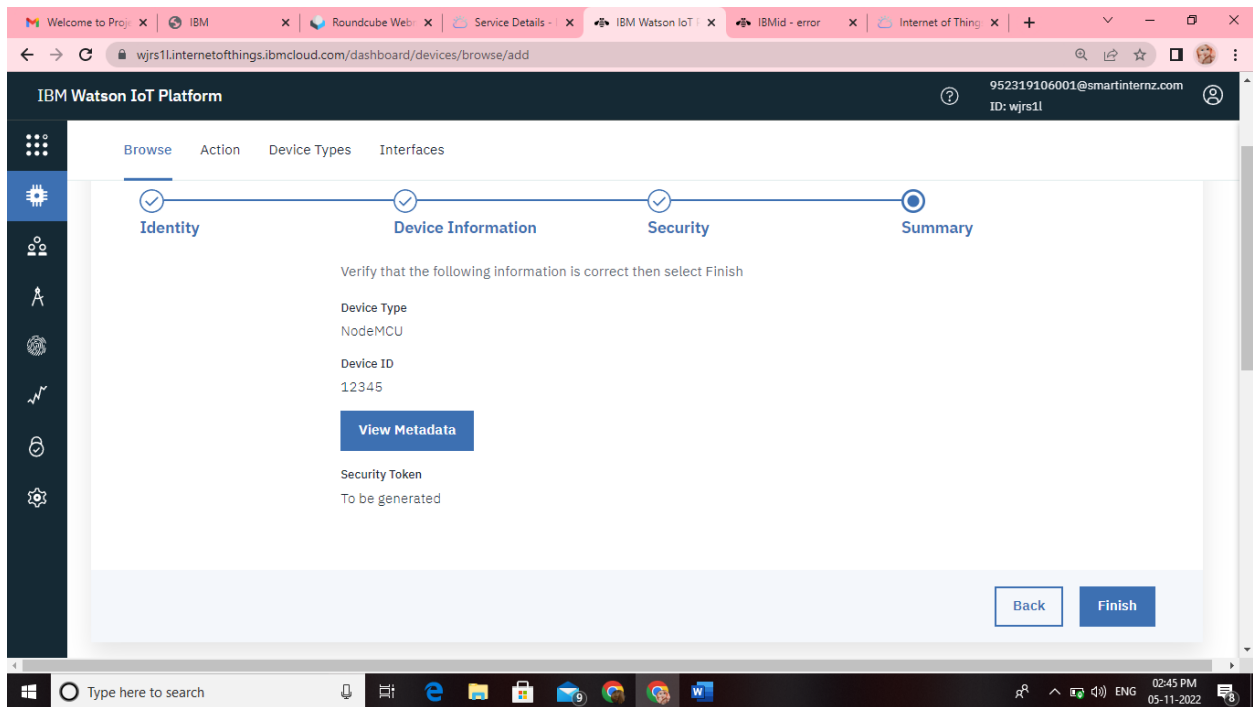 Welcome to Proje
IBM
Roundcube Webm
Service Details - I
IBM Watson IoT P
IBMid - error
Internet of Thing
wjrs1l.internetofthings.ibmcloud.com/dashboard/devices/browse/add
IBM Watson IoT Platform
952319106001@smartinternz.com
ID: wjrs1l
Browse Action Device Types Interfaces
Identity Device Information Security Summary
Verify that the following information is correct then select Finish
Device Type
NodeMCU
Device ID
12345
View Metadata
Security Token
To be generated
Back Finish
Type here to search
9
W
ENG
02:45 PM
05-11-2022
8